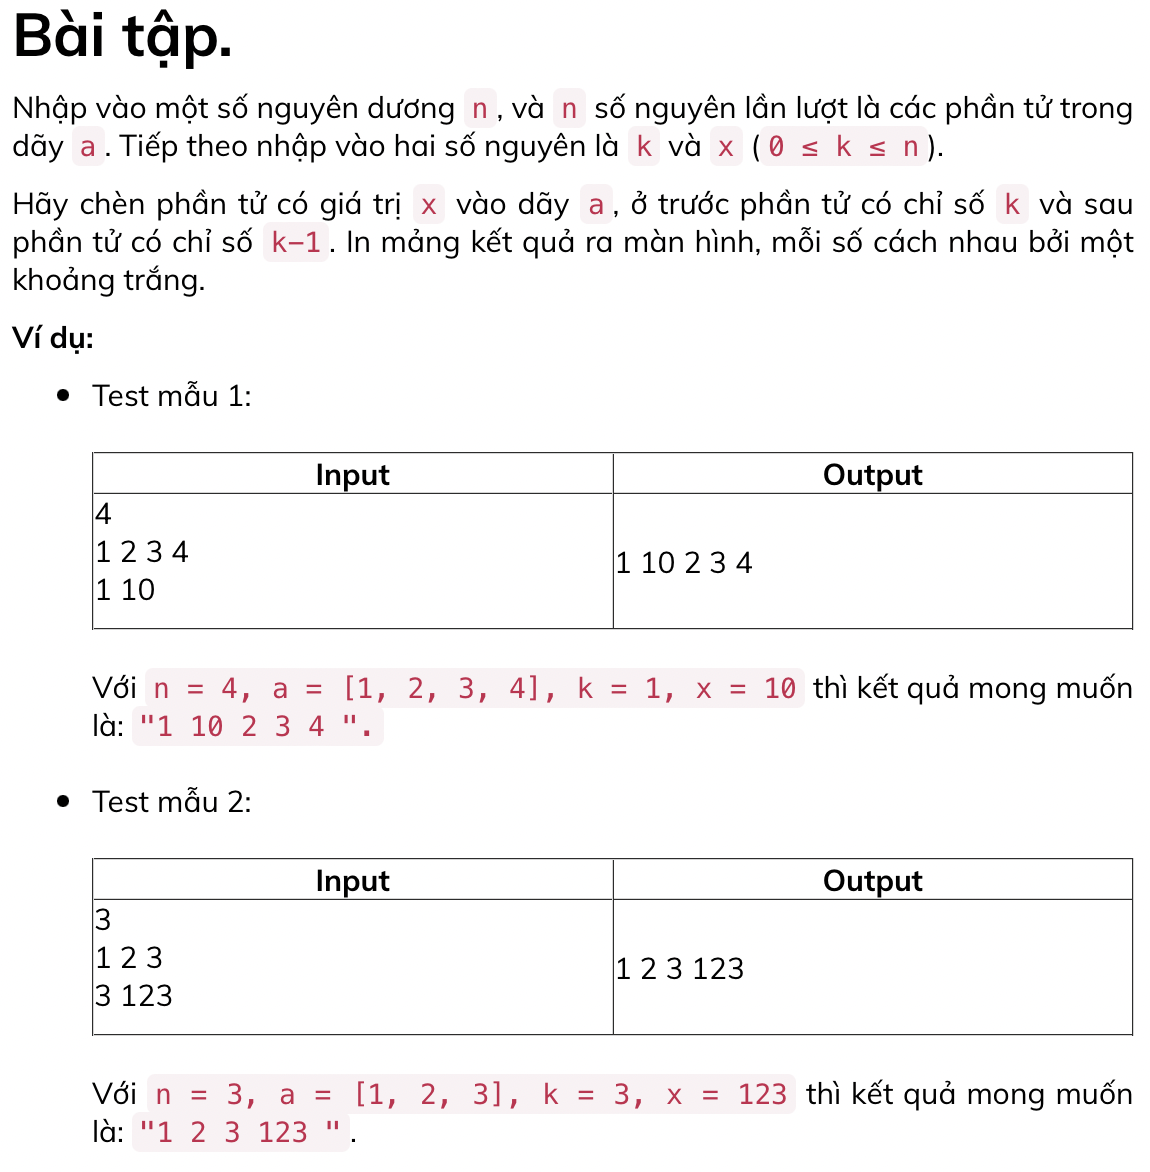 Bài tập.
Nhập vào một số nguyên dương n, và n số nguyên lần lượt là các phần tử trong
dãy a. Tiếp theo nhập vào hai số nguyên là k và x (0 ≤ k ≤ n).
Hãy chèn phần tử có giá trị x vào dãy a, ở trước phần tử có chỉ số k và sau
phần tử có chỉ số k-1. In mảng kết quả ra màn hình, mỗi số cách nhau bởi một
khoảng trắng.
Ví dụ:
• Test mẫu 1:
Input Output
4
1 2 3 4
1 10 2 3 4
1 10
Với n = 4, a = [1, 2, 3, 4], k = 1, x = 10 thì kết quả mong muốn
là: "1 10 2 3 4 ".
• Test mẫu 2:
Input Output
3
1 2 3
1 2 3 123
3 123
Với n = 3, a = [1, 2, 3], k = 3, x = 123 thì kết quả mong muốn
là: "1 2 3 123 ".